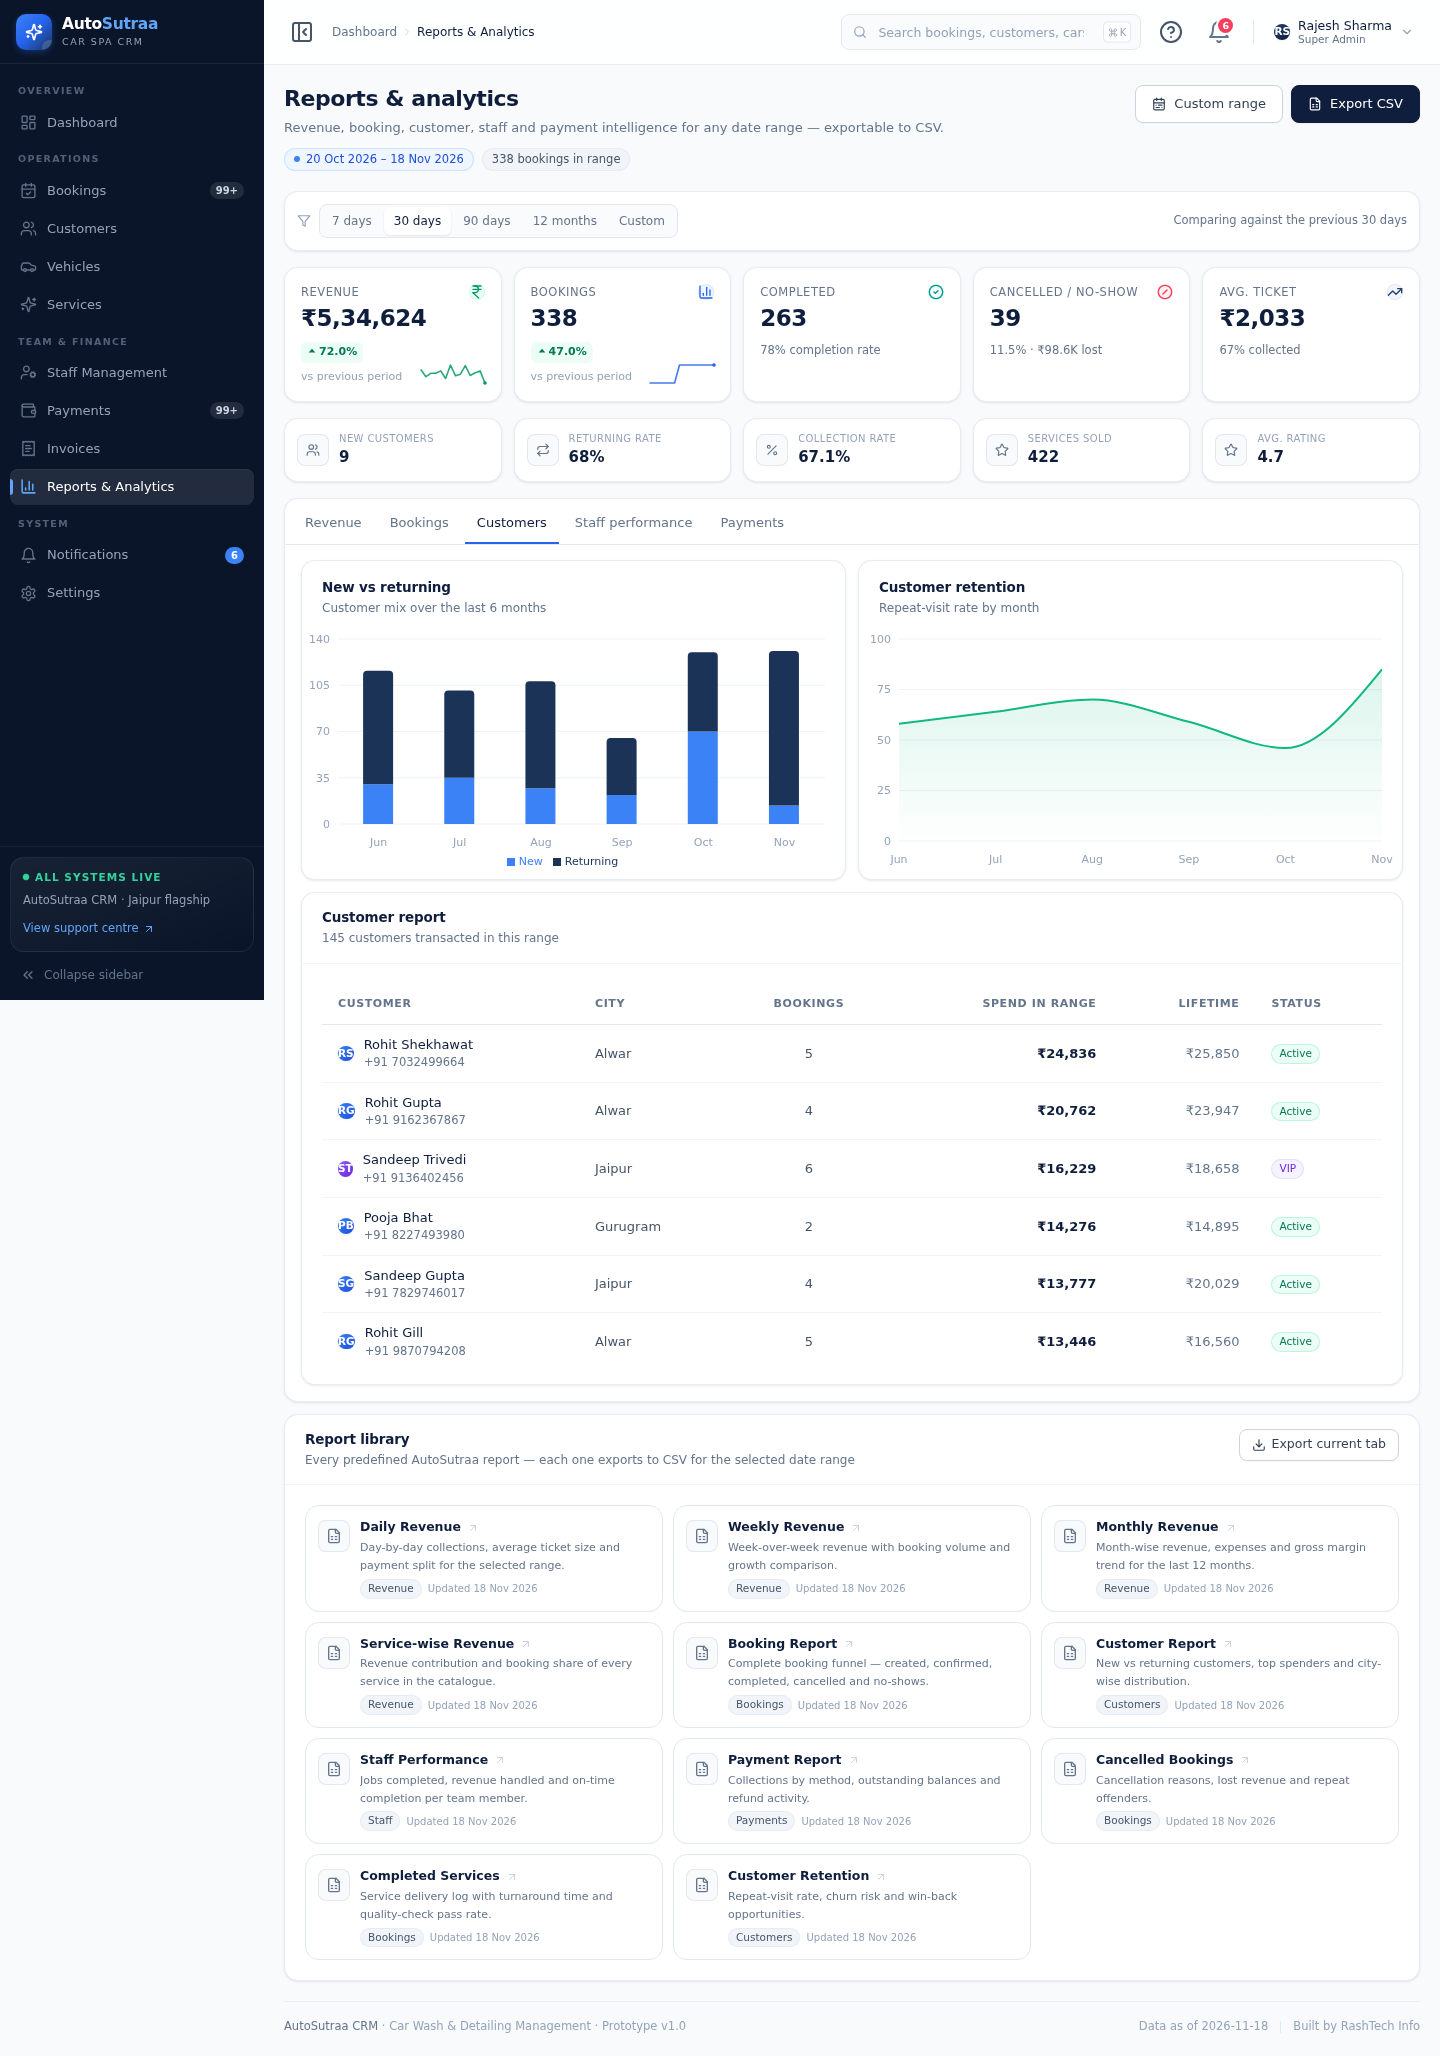 AutoSutraa
CAR SPA CRM
OVERVIEW
Dashboard
OPERATIONS
Bookings 99+
Customers
Vehicles
Services
TEAM & FINANCE
Staff Management
Payments 99+
Invoices
Reports & Analytics
SYSTEM
Notifications 6
Settings
ALL SYSTEMS LIVE
AutoSutraa CRM · Jaipur flagship
View support centre
Collapse sidebar
Dashboard Reports & Analytics
Search bookings, customers, cars ⌘K
6
RS Rajesh Sharma
Super Admin
Reports & analytics
Revenue, booking, customer, staff and payment intelligence for any date range — exportable to CSV.
Custom range Export CSV
20 Oct 2026 – 18 Nov 2026 338 bookings in range
7 days 30 days 90 days 12 months Custom
Comparing against the previous 30 days
REVENUE
₹5,34,624
72.0%
vs previous period
BOOKINGS
338
47.0%
vs previous period
COMPLETED
263
78% completion rate
CANCELLED / NO-SHOW
39
11.5% · ₹98.6K lost
AVG. TICKET
₹2,033
67% collected
NEW CUSTOMERS
9
RETURNING RATE
68%
COLLECTION RATE
67.1%
SERVICES SOLD
422
AVG. RATING
4.7
Revenue Bookings Customers Staff performance Payments
New vs returning
Customer mix over the last 6 months
140
105
70
35
0
Jun Jul Aug Sep Oct Nov
New Returning
Customer retention
Repeat-visit rate by month
100
75
50
25
0
Jun Jul Aug Sep Oct Nov
Customer report
145 customers transacted in this range
CUSTOMER CITY BOOKINGS SPEND IN RANGE LIFETIME STATUS
RS Rohit Shekhawat Alwar 5 ₹24,836 ₹25,850 Active
+91 7032499664
RG Rohit Gupta Alwar 4 ₹20,762 ₹23,947 Active
+91 9162367867
ST Sandeep Trivedi Jaipur 6 ₹16,229 ₹18,658 VIP
+91 9136402456
PB Pooja Bhat Gurugram 2 ₹14,276 ₹14,895 Active
+91 8227493980
SG Sandeep Gupta Jaipur 4 ₹13,777 ₹20,029 Active
+91 7829746017
RG Rohit Gill Alwar 5 ₹13,446 ₹16,560 Active
+91 9870794208
Report library
Every predefined AutoSutraa report — each one exports to CSV for the selected date range
Export current tab
Daily Revenue
Day-by-day collections, average ticket size and
payment split for the selected range.
Revenue Updated 18 Nov 2026
Weekly Revenue
Week-over-week revenue with booking volume and
growth comparison.
Revenue Updated 18 Nov 2026
Monthly Revenue
Month-wise revenue, expenses and gross margin
trend for the last 12 months.
Revenue Updated 18 Nov 2026
Service-wise Revenue
Revenue contribution and booking share of every
service in the catalogue.
Revenue Updated 18 Nov 2026
Booking Report
Complete booking funnel — created, confirmed,
completed, cancelled and no-shows.
Bookings Updated 18 Nov 2026
Customer Report
New vs returning customers, top spenders and city-
wise distribution.
Customers Updated 18 Nov 2026
Staff Performance
Jobs completed, revenue handled and on-time
completion per team member.
Staff Updated 18 Nov 2026
Payment Report
Collections by method, outstanding balances and
refund activity.
Payments Updated 18 Nov 2026
Cancelled Bookings
Cancellation reasons, lost revenue and repeat
offenders.
Bookings Updated 18 Nov 2026
Completed Services
Service delivery log with turnaround time and
quality-check pass rate.
Bookings Updated 18 Nov 2026
Customer Retention
Repeat-visit rate, churn risk and win-back
opportunities.
Customers Updated 18 Nov 2026
AutoSutraa CRM · Car Wash & Detailing Management · Prototype v1.0
Data as of 2026-11-18 Built by RashTech Info